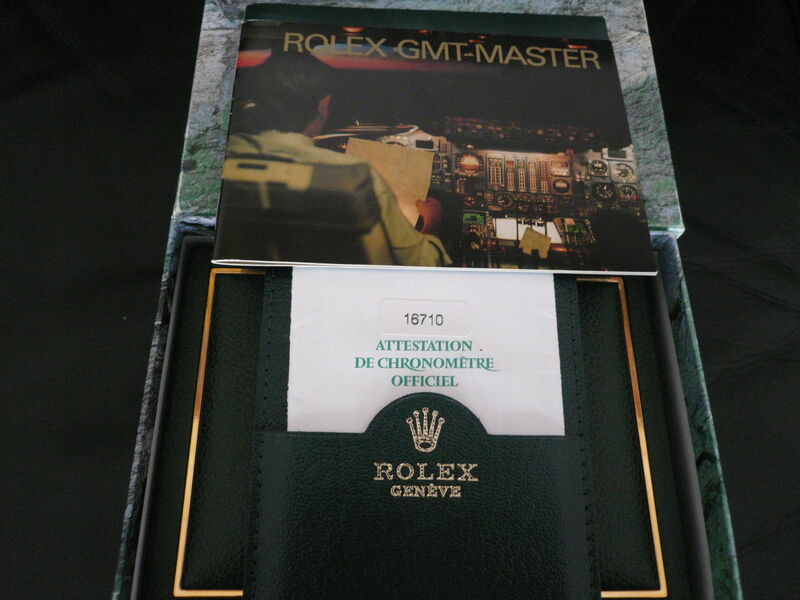 ROLEX GMT-MASTER
16710
ATTESTATION
DE CHRONOMÈTRE
OFFICIEL
ROLEX
GENÈVE